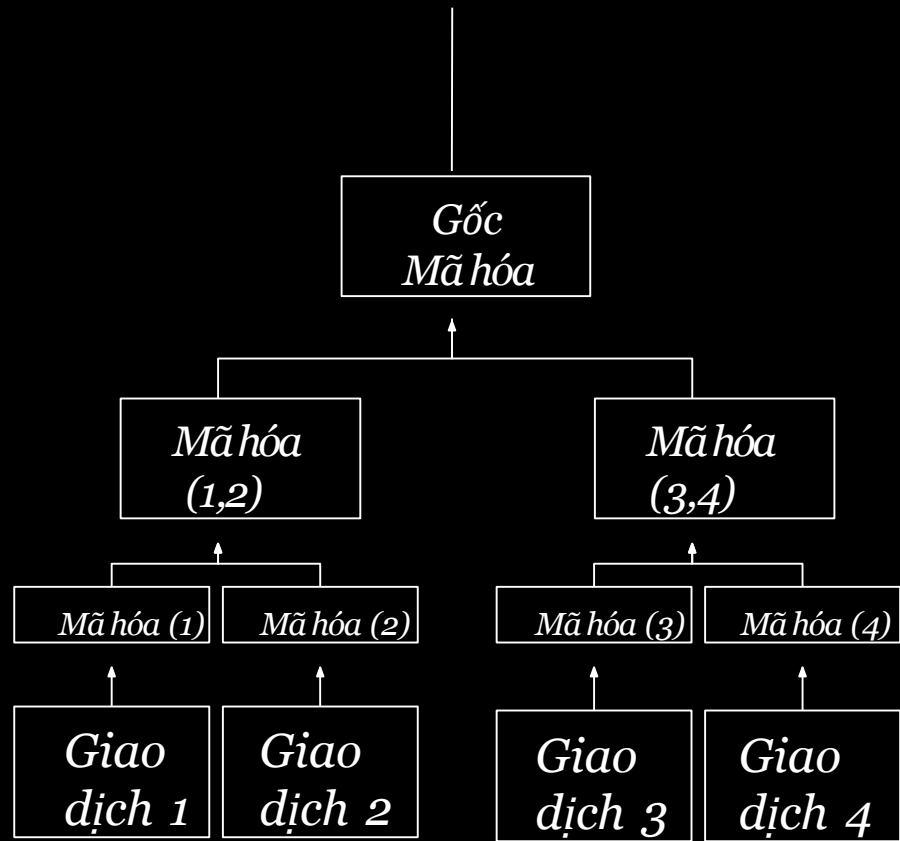 Gốc
Mã hóa
Mã hóa
(1,2)
Mã hóa
(3,4)
Mã hóa (1)
Mã hóa (2)
Mã hóa (3)
Mã hóa (4)
Giao
dịch 1
Giao
dịch 2
Giao
dịch 3
Giao
dịch 4